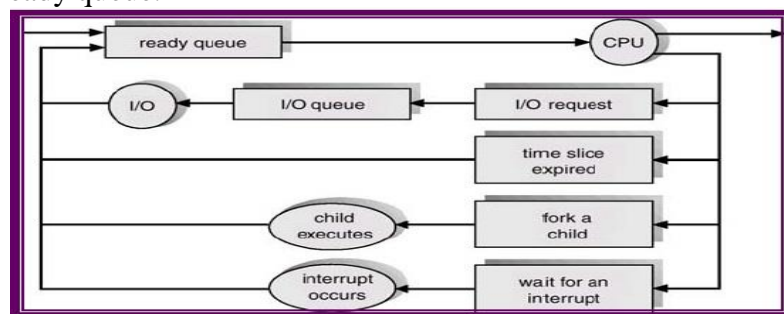 ready queue
CPU
I/O
I/O queue
I/O request
time slice
expired
child
executes
fork a
child
interrupt
occurs
wait for an
interrupt